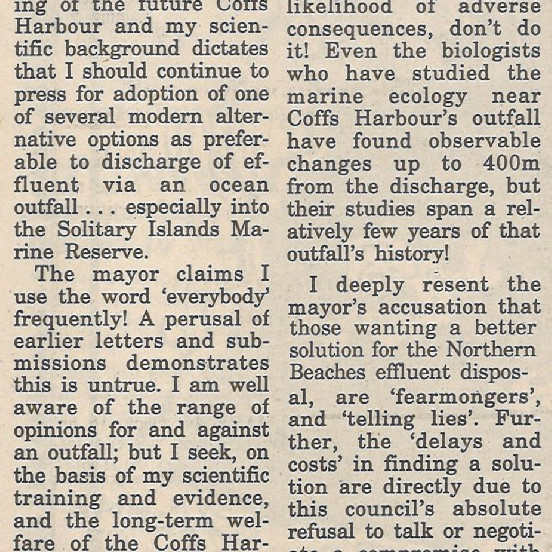 ing of the future Coffs
Harbour and my scien-
tific background dictates
that I should continue to
press for adoption of one
of several modern alter-
native options as prefer-
able to discharge of ef-
fluent via an ocean
outfall . . . especially into
the Solitary Islands Ma-
rine Reserve.
The mayor claims I
use the word ‘everybody’
frequently! A perusal of
earlier letters and sub-
missions demonstrates
this is untrue. I am well
aware of the range of
opinions for and against
an outfall; but I seek, on
the basis of my scientific
training and evidence,
and the long-term wel-
fare of the Coffs Har-
likelihood of adverse
consequences, don’t do
it! Even the biologists
who have studied the
marine ecology near
Coffs Harbour’s outfall
have found observable
changes up to 400m
from the discharge, but
their studies span a rel-
atively few years of that
outfall’s history!
I deeply resent the
mayor’s accusation that
those wanting a better
solution for the Northern
Beaches effluent dispos-
al, are ‘fearmongers’,
and ‘telling lies’. Fur-
ther, the ‘delays and
costs’ in finding a solu-
tion are directly due to
this council’s absolute
refusal to talk or negoti-
ate a compromise with